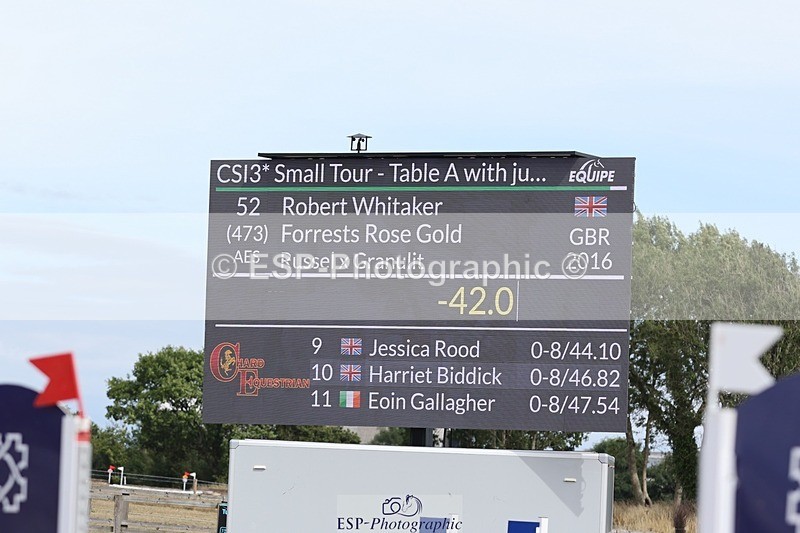 CSI3* Small Tour - Table A with ju...
EQUIPE
52 Robert Whitaker
(473) Forrests Rose Gold GBR
AES Russel x Granulit 2016
© ESP-Photographic ©
-42.0
9 Jessica Rood 0-8/44.10
10 Harriet Biddick 0-8/46.82
11 Eoin Gallagher 0-8/47.54
CHARD
EQUESTRIAN
ESP-Photographic